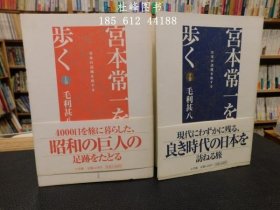 杜峰图书
185 612 44188
宮本常一を
歩く
毛利甚八
4000日を旅に暮らした、
昭和の巨人の
足跡をたどる
宮本常一を
歩く
毛利甚八
現代にわずかに残る、
良き時代の日本を
訪ねる旅